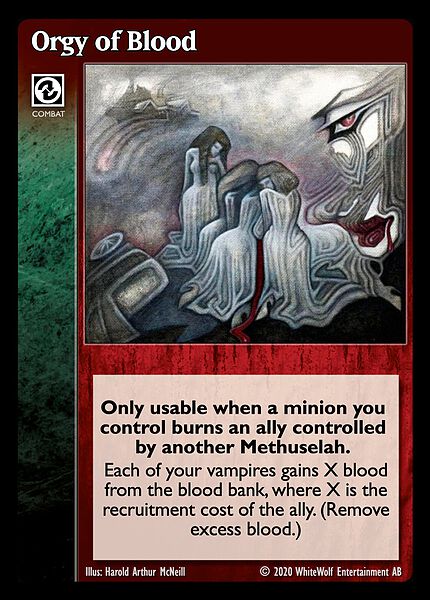 Orgy of Blood
COMBAT
Only usable when a minion you
control burns an ally controlled
by another Methuselah.
Each of your vampires gains X blood
from the blood bank, where X is the
recruitment cost of the ally. (Remove
excess blood.)
Illus: Harold Arthur McNeill
© 2020 WhiteWolf Entertainment AB